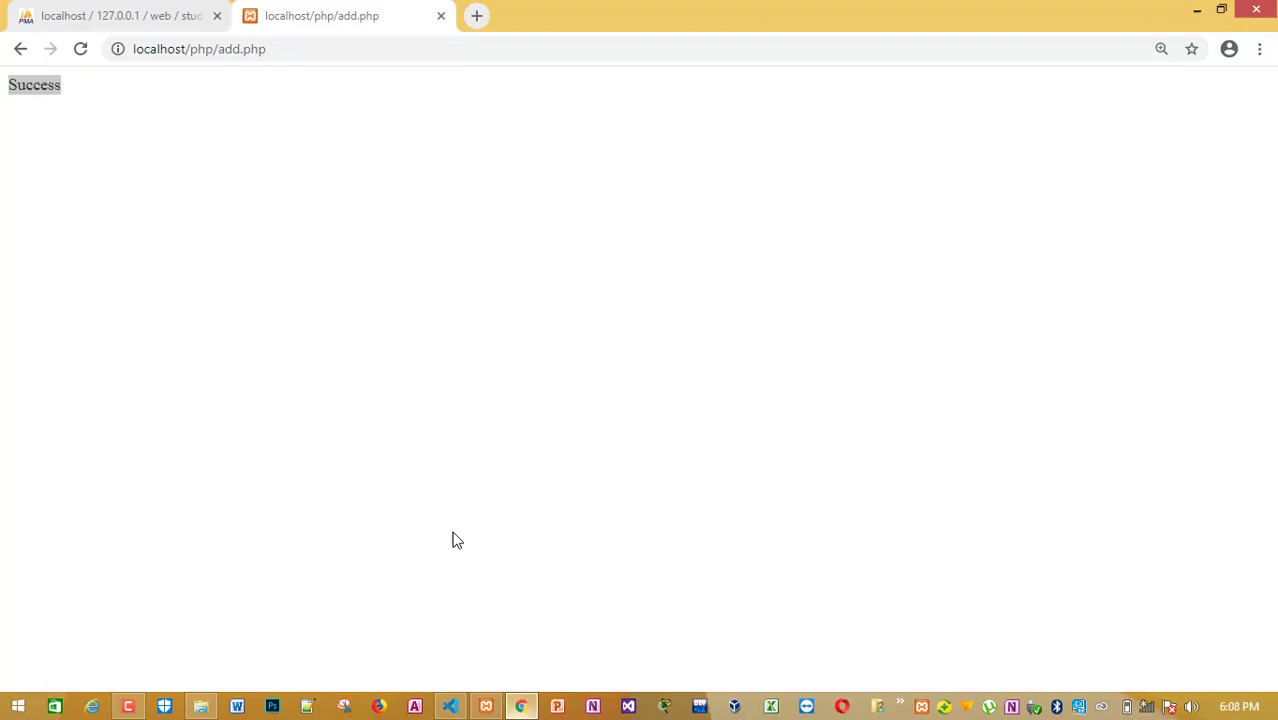 localhost / 127.0.0.1 / web / stud
localhost/php/add.php
localhost/php/add.php
Success
6:08 PM